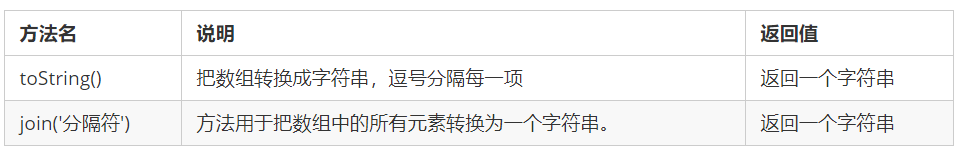 方法名 说明 返回值
toString() 把数组转换成字符串，逗号分隔每一项 返回一个字符串
join('分隔符') 方法用于把数组中的所有元素转换为一个字符串。 返回一个字符串